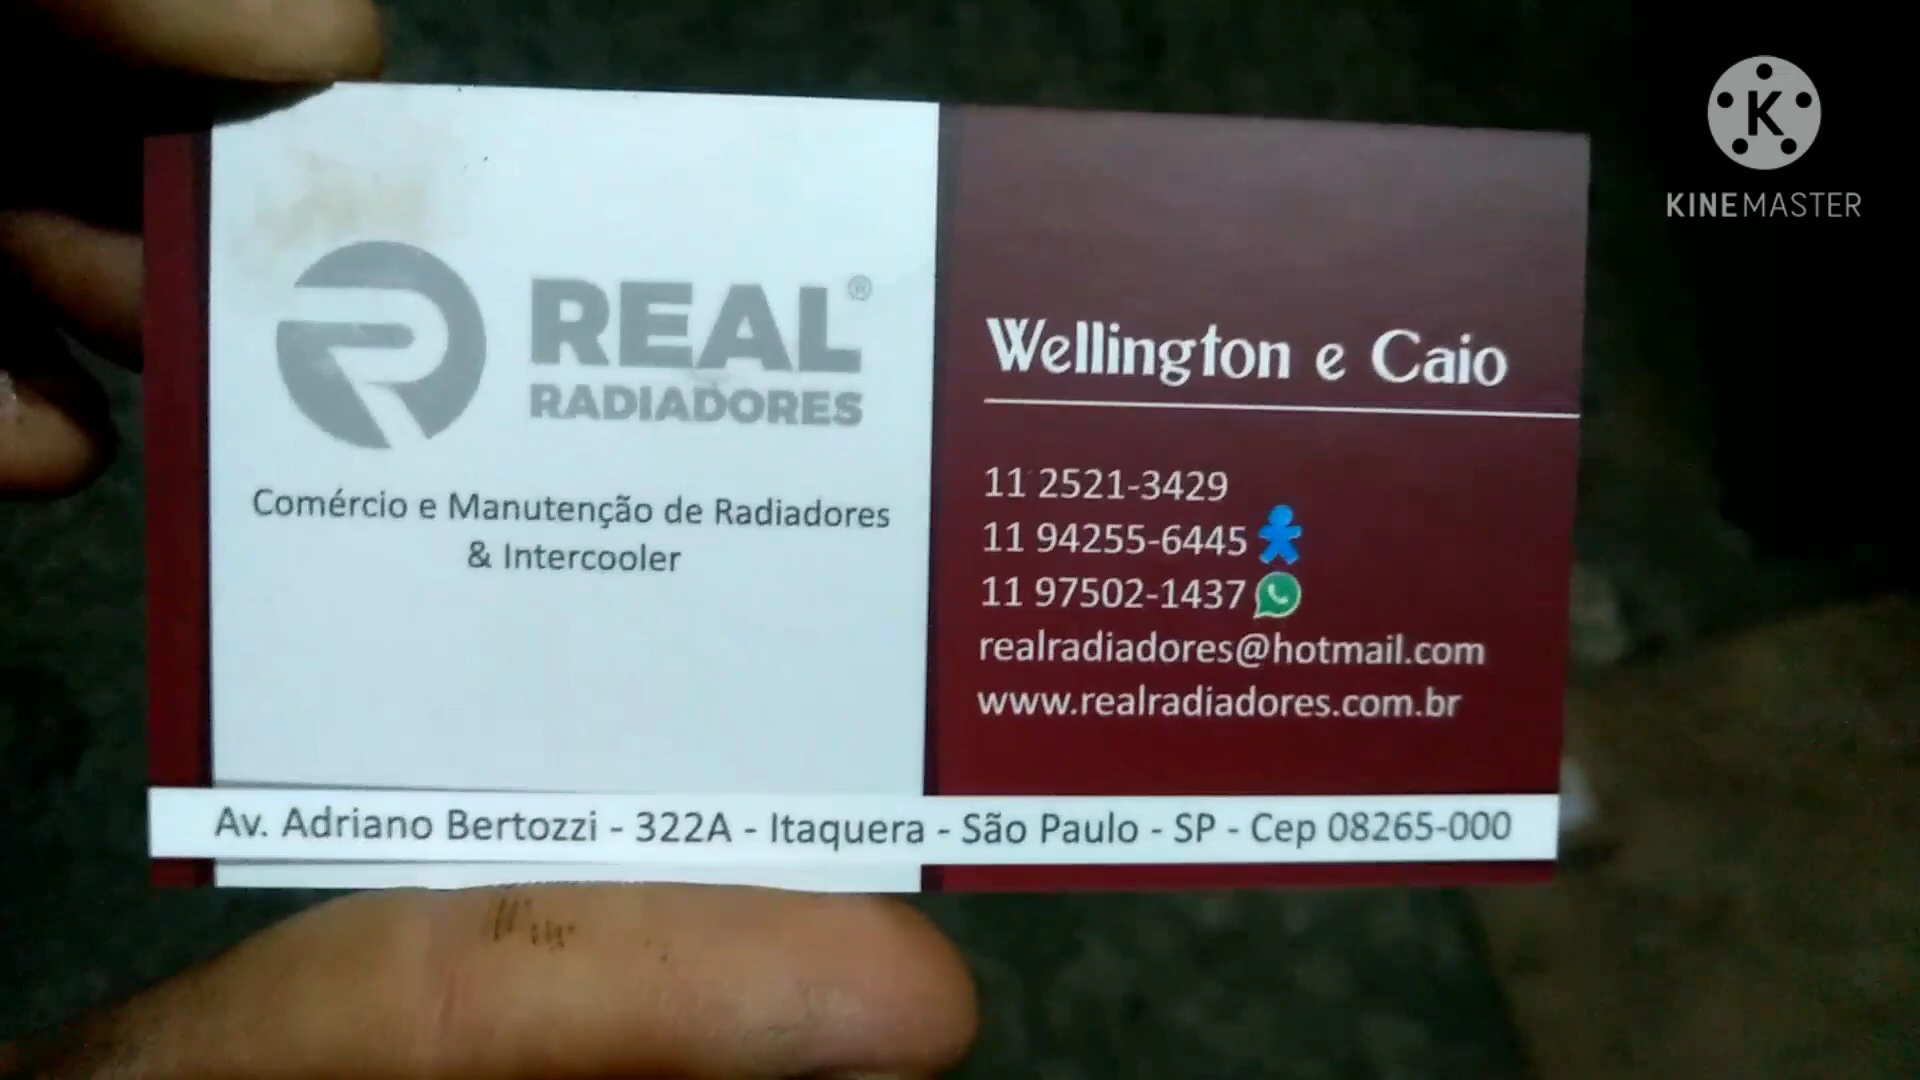 REAL®
RADIADORES
Comércio e Manutenção de Radiadores
& Intercooler
Wellington e Caio
11 2521-3429
11 94255-6445
11 97502-1437
realradiadores@hotmail.com
www.realradiadores.com.br
Av. Adriano Bertozzi - 322A - Itaquera - São Paulo - SP - Cep 08265-000
K
KINEMASTER